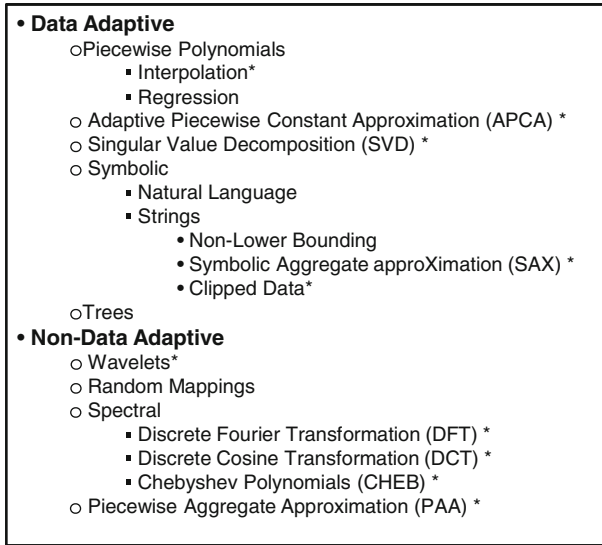 • Data Adaptive
○Piecewise Polynomials
▪ Interpolation*
▪ Regression
○ Adaptive Piecewise Constant Approximation (APCA) *
○ Singular Value Decomposition (SVD) *
○ Symbolic
▪ Natural Language
▪ Strings
• Non-Lower Bounding
• Symbolic Aggregate approXimation (SAX) *
• Clipped Data*
○Trees
• Non-Data Adaptive
○ Wavelets*
○ Random Mappings
○ Spectral
▪ Discrete Fourier Transformation (DFT) *
▪ Discrete Cosine Transformation (DCT) *
▪ Chebyshev Polynomials (CHEB) *
○ Piecewise Aggregate Approximation (PAA) *